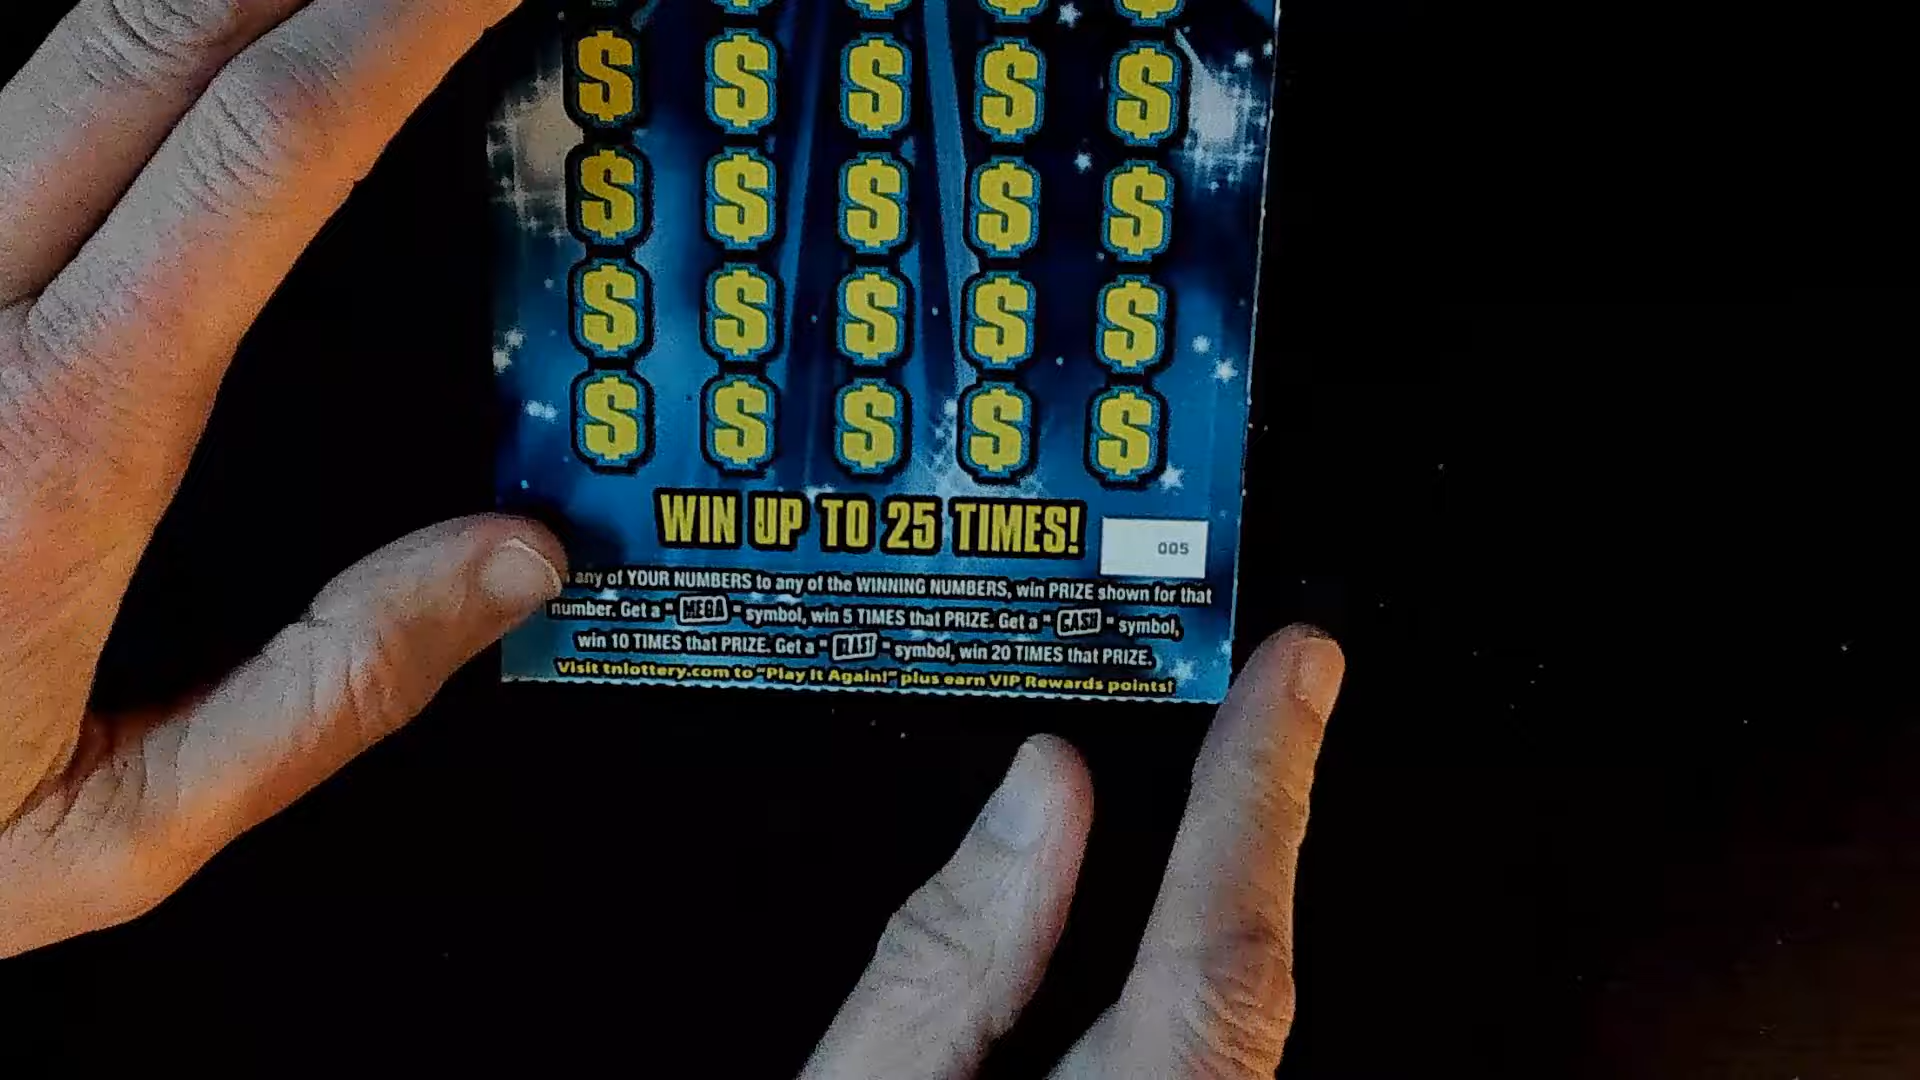 $ $ $ $ $
$ $ $ $ $
$ $ $ $ $
$ $ $ $ $
WIN UP TO 25 TIMES!
005
any of YOUR NUMBERS to any of the WINNING NUMBERS, win PRIZE shown for that
number. Get a "MEGA" symbol, win 5 TIMES that PRIZE. Get a "CASH" symbol,
win 10 TIMES that PRIZE. Get a "BLAST" symbol, win 20 TIMES that PRIZE.
Visit tnlottery.com to "Play It Again!" plus earn VIP Rewards points!